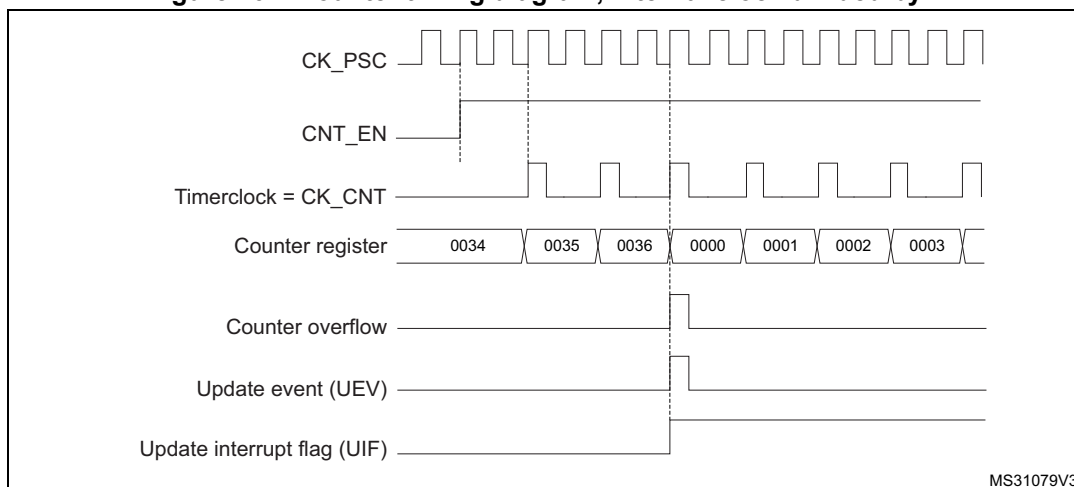 CK_PSC
CNT_EN
Timerclock = CK_CNT
Counter register 0034 0035 0036 0000 0001 0002 0003
Counter overflow
Update event (UEV)
Update interrupt flag (UIF)
MS31079V3